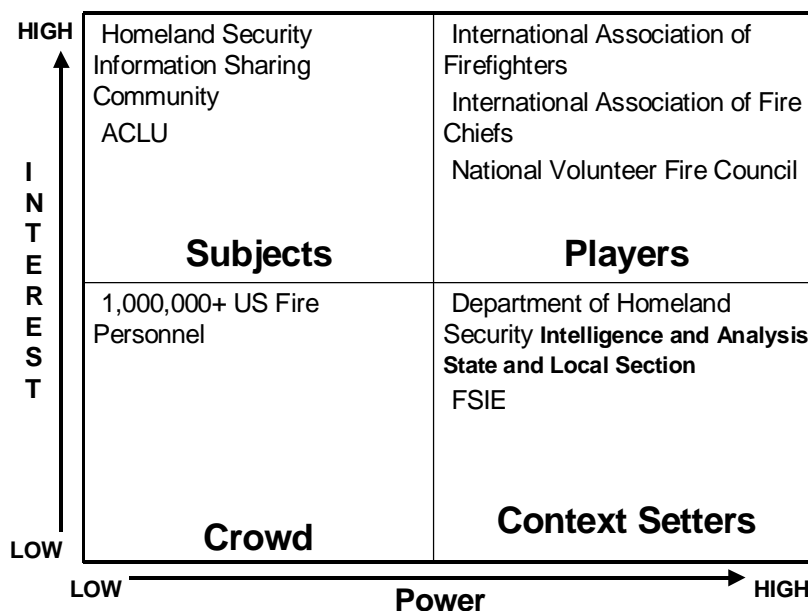 HIGH
Homeland Security
Information Sharing
Community
ACLU
Subjects
International Association of
Firefighters
International Association of Fire
Chiefs
National Volunteer Fire Council
Players
INTEREST
1,000,000+ US Fire
Personnel
Crowd
Department of Homeland
Security Intelligence and Analysis
State and Local Section
FSIE
Context Setters
LOW
LOW
Power
HIGH